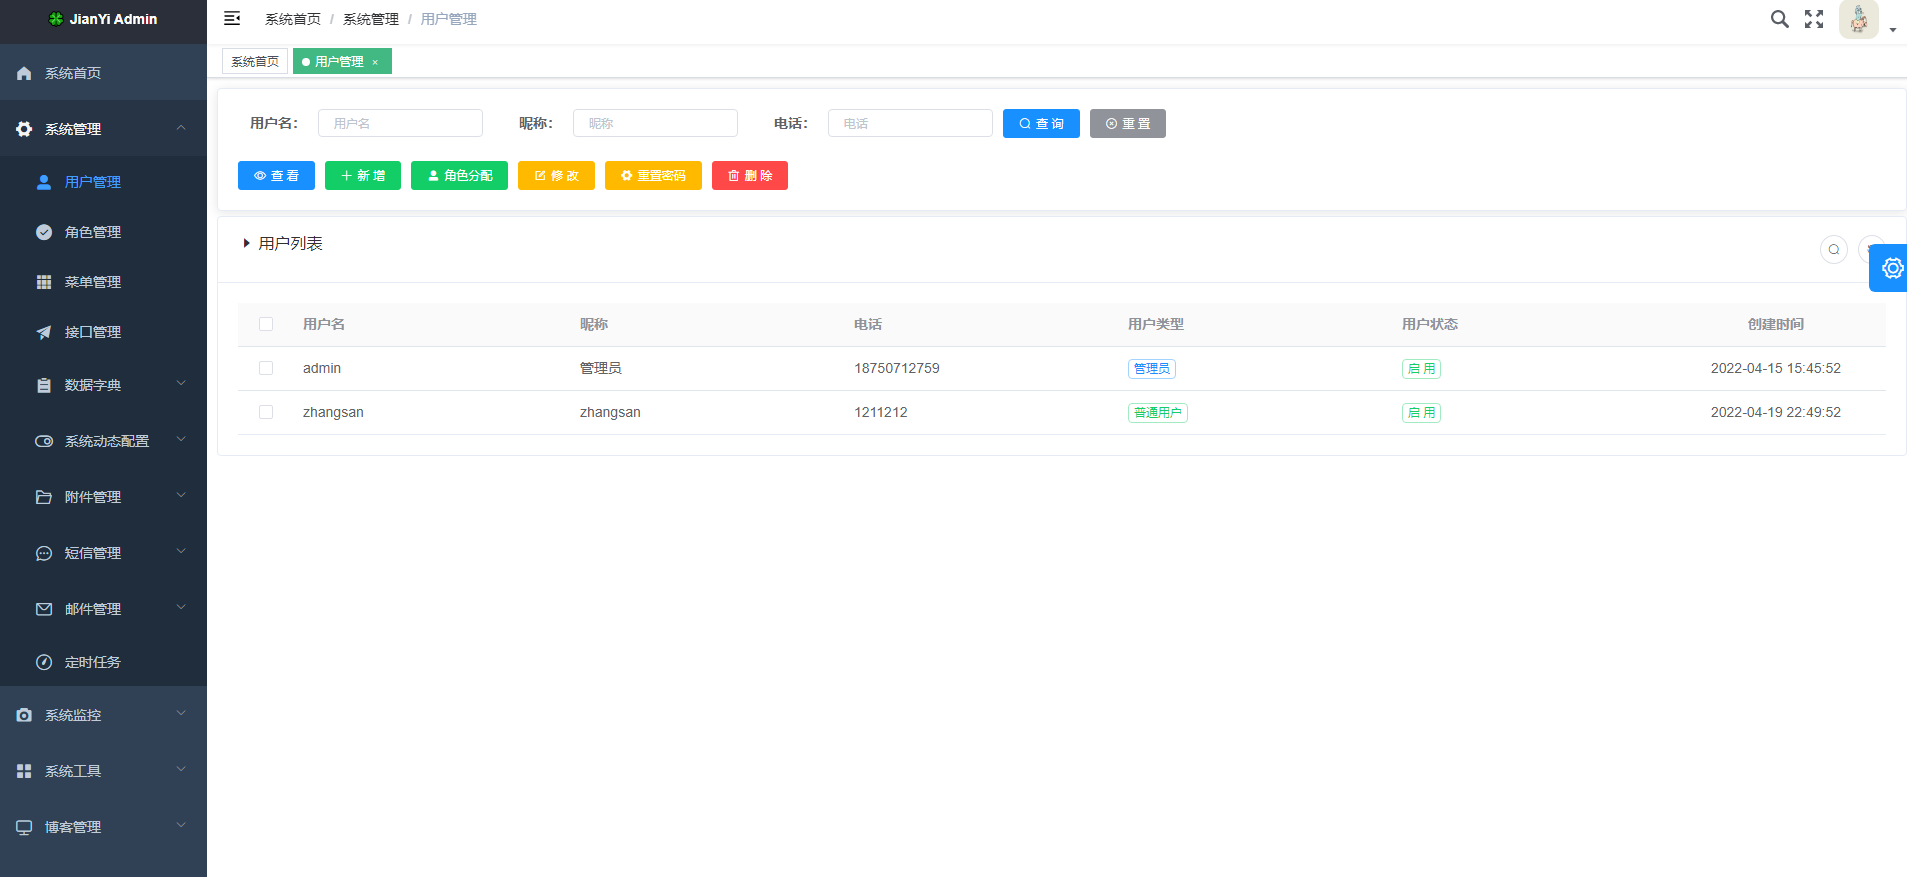 JianYi Admin
系统首页
系统管理
用户管理
角色管理
菜单管理
接口管理
数据字典
系统动态配置
附件管理
短信管理
邮件管理
定时任务
系统监控
系统工具
博客管理
系统首页 / 系统管理 / 用户管理
系统首页 用户管理 ×
用户名： 用户名 昵称： 昵称 电话： 电话 查 询 重 置
查 看 新 增 角色分配 修 改 重置密码 删 除
用户列表
用户名 昵称 电话 用户类型 用户状态 创建时间
admin 管理员 18750712759 管理员 启 用 2022-04-15 15:45:52
zhangsan zhangsan 1211212 普通用户 启 用 2022-04-19 22:49:52